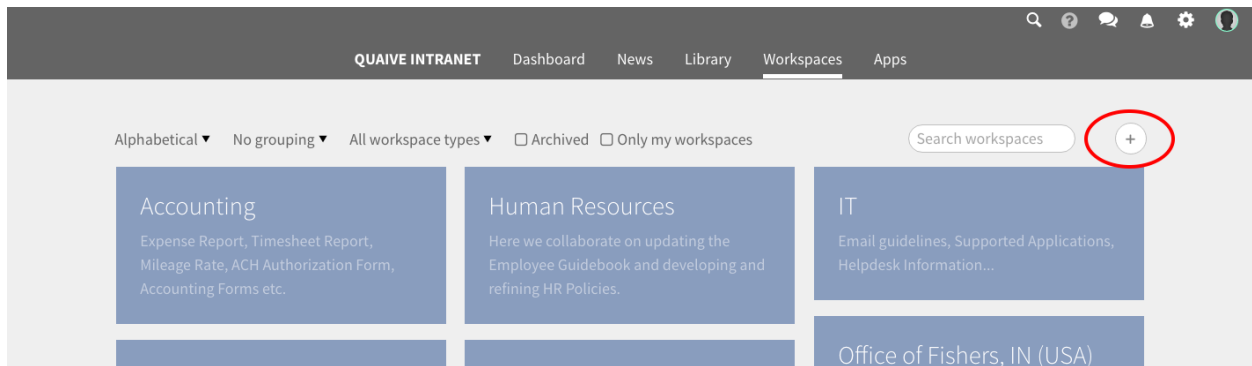 QUAIVE INTRANET Dashboard News Library Workspaces Apps
Alphabetical No grouping All workspace types Archived Only my workspaces Search workspaces +
Accounting
Expense Report, Timesheet Report,
Mileage Rate, ACH Authorization Form,
Accounting Forms etc.
Human Resources
Here we collaborate on updating the
Employee Guidebook and developing and
refining HR Policies.
IT
Email guidelines, Supported Applications,
Helpdesk Information...
Office of Fishers, IN (USA)